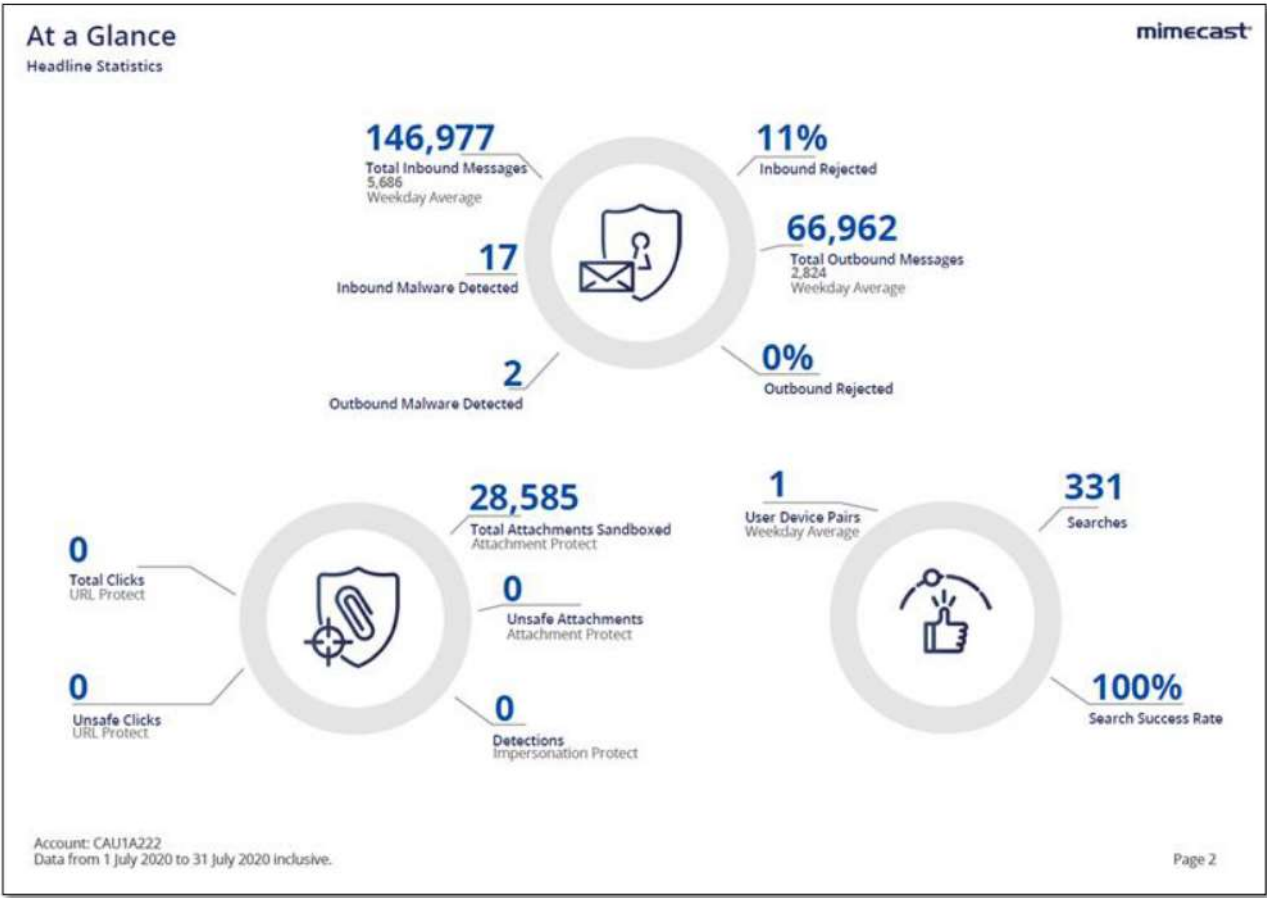 At a Glance
mimecast
Headline Statistics
146,977
Total Inbound Messages
5,686
Weekday Average
11%
Inbound Rejected
17
Inbound Malware Detected
66,962
Total Outbound Messages
2,824
Weekday Average
2
Outbound Malware Detected
0%
Outbound Rejected
0
Total Clicks
URL Protect
28,585
Total Attachments Sandboxed
Attachment Protect
0
Unsafe Attachments
Attachment Protect
0
Unsafe Clicks
URL Protect
0
Detections
Impersonation Protect
1
User Device Pairs
Weekday Average
331
Searches
100%
Search Success Rate
Account: CAU1A222
Data from 1 July 2020 to 31 July 2020 inclusive.
Page 2